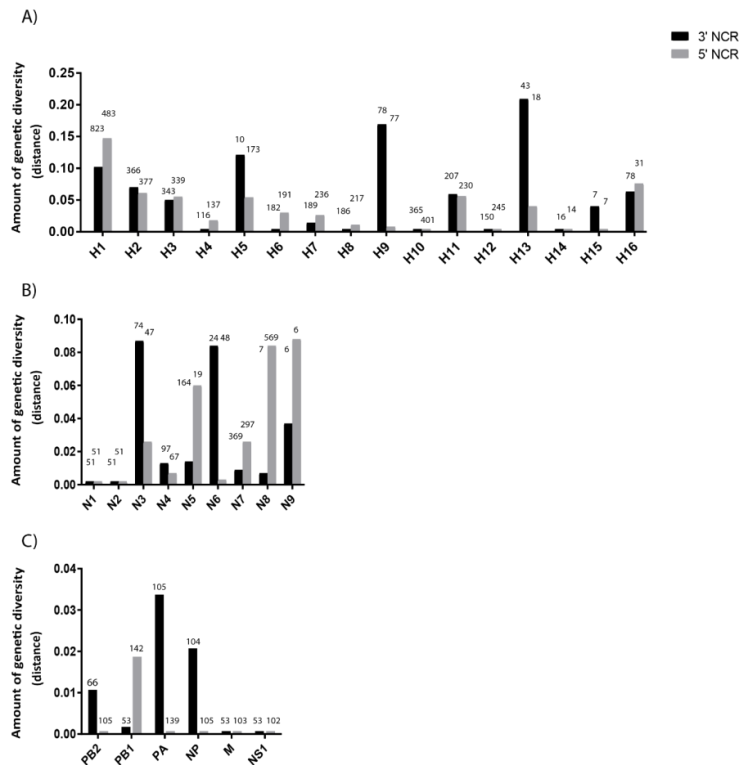 A)
3' NCR
5' NCR
Amount of genetic diversity
(distance)
0.25
0.20
0.15
0.10
0.05
0.00
823
483
366
377
343
339
116
137
10
173
182
191
189
236
186
217
78
77
365
401
207
230
150
245
43
18
16
14
7
7
78
31
H1
H2
H3
H4
H5
H6
H7
H8
H9
H10
H11
H12
H13
H14
H15
H16
B)
Amount of genetic diversity
(distance)
0.10
0.08
0.06
0.04
0.02
0.00
51
51
51
51
74
47
97
67
164
19
24
48
369
297
7
569
6
6
N1
N2
N3
N4
N5
N6
N7
N8
N9
C)
Amount of genetic diversity
(distance)
0.04
0.03
0.02
0.01
0.00
66
105
53
142
105
139
104
105
53
103
53
102
PB2
PB1
PA
NP
M
NS1